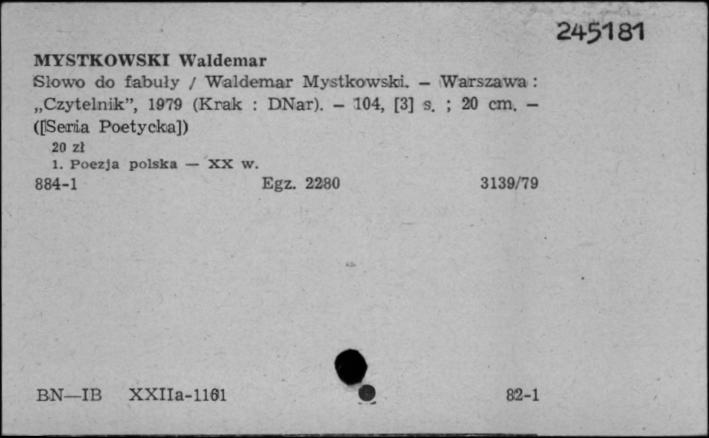 245181
MYSTKOWSKI Waldemar
Słowo do fabuły / Waldemar Mystkowski. — Warszawa :
„Czytelnik”, 1979 (Krak : DNar). — 104, [3] s. ; 20 cm. —
([Seria Poetycka])
20 zł
1. Poezja polska — XX w.
884-1 Egz. 2280 3139/79
BN—IB XXIIa-1161 82-1